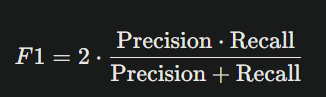 F1 = 2 · Precision · Recall / Precision + Recall